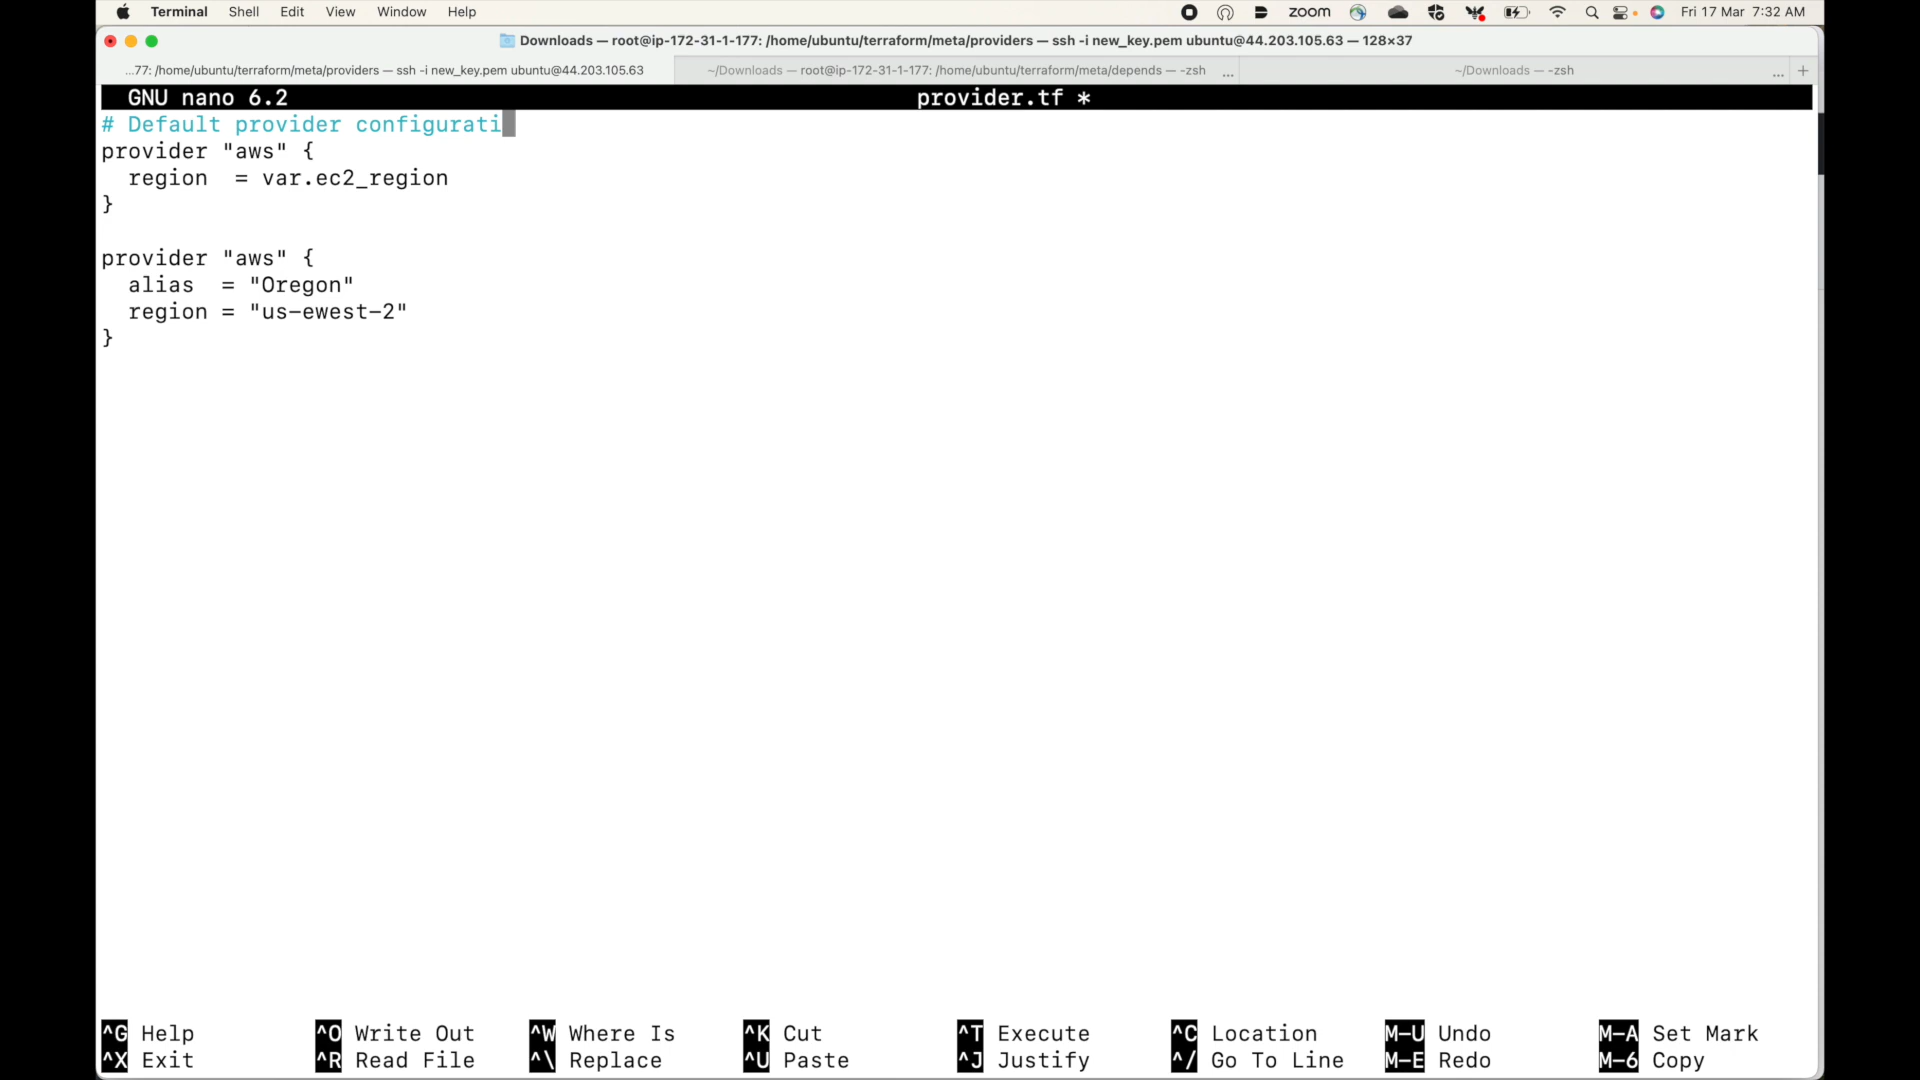 Terminal Shell Edit View Window Help zoom Fri 17 Mar 7:32 AM
Downloads — root@ip-172-31-1-177: /home/ubuntu/terraform/meta/providers — ssh -i new_key.pem ubuntu@44.203.105.63 — 128×37
...77: /home/ubuntu/terraform/meta/providers — ssh -i new_key.pem ubuntu@44.203.105.63 ~/Downloads — root@ip-172-31-1-177: /home/ubuntu/terraform/meta/depends — -zsh ... ~/Downloads — -zsh ... +
GNU nano 6.2 provider.tf *
# Default provider configurati
provider "aws" {
  region  = var.ec2_region
}
provider "aws" {
  alias  = "Oregon"
  region = "us-ewest-2"
}
^G Help ^O Write Out ^W Where Is ^K Cut ^T Execute ^C Location M-U Undo M-A Set Mark
^X Exit ^R Read File ^\ Replace ^U Paste ^J Justify ^/ Go To Line M-E Redo M-6 Copy